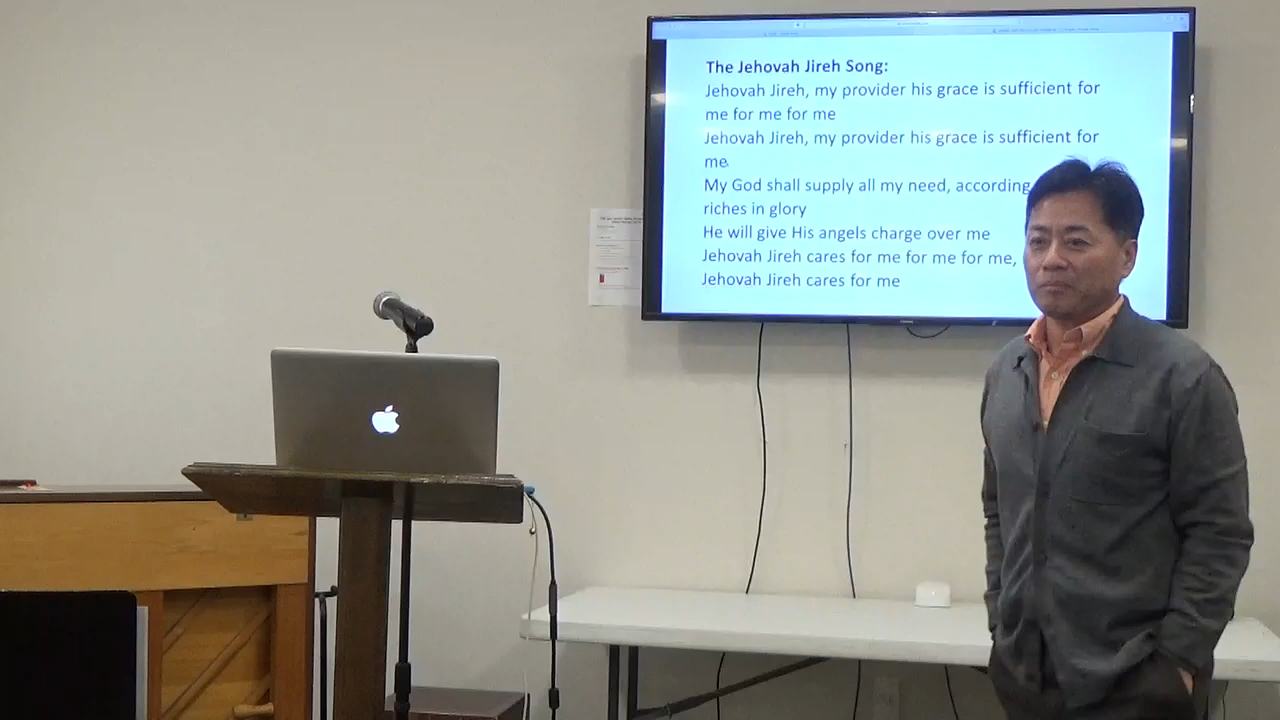 The Jehovah Jireh Song:
Jehovah Jireh, my provider his grace is sufficient for
me for me for me
Jehovah Jireh, my provider his grace is sufficient for
me.
My God shall supply all my need, according
riches in glory
He will give His angels charge over me
Jehovah Jireh cares for me for me for me,
Jehovah Jireh cares for me